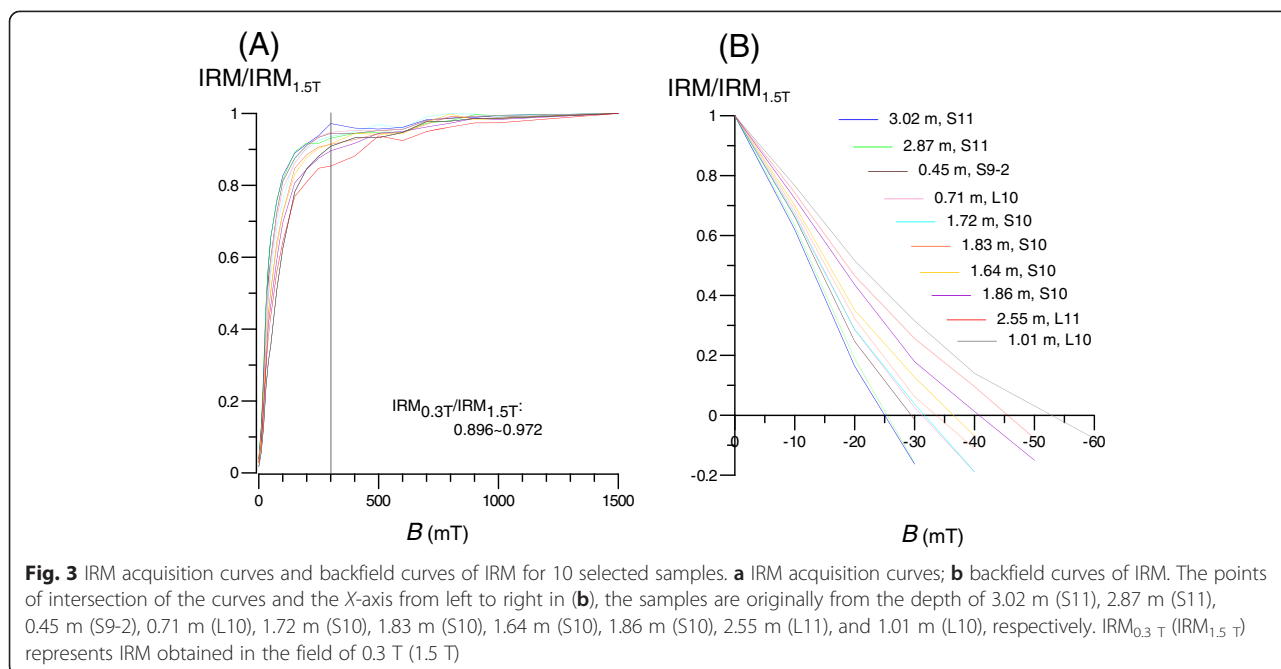 (A)
IRM/IRM1.5T
1
0.8
0.6
0.4
0.2
0
0
500
1000
1500
IRM0.3T/IRM1.5T:
0.896~0.972
B (mT)
(B)
IRM/IRM1.5T
1
0.8
0.6
0.4
0.2
0
-0.2
0
-10
-20
-30
-40
-50
-60
3.02 m, S11
2.87 m, S11
0.45 m, S9-2
0.71 m, L10
1.72 m, S10
1.83 m, S10
1.64 m, S10
1.86 m, S10
2.55 m, L11
1.01 m, L10
B (mT)
Fig. 3 IRM acquisition curves and backfield curves of IRM for 10 selected samples. a IRM acquisition curves; b backfield curves of IRM. The points
of intersection of the curves and the X-axis from left to right in (b), the samples are originally from the depth of 3.02 m (S11), 2.87 m (S11),
0.45 m (S9-2), 0.71 m (L10), 1.72 m (S10), 1.83 m (S10), 1.64 m (S10), 1.86 m (S10), 2.55 m (L11), and 1.01 m (L10), respectively. IRM0.3 T (IRM1.5 T)
represents IRM obtained in the field of 0.3 T (1.5 T)